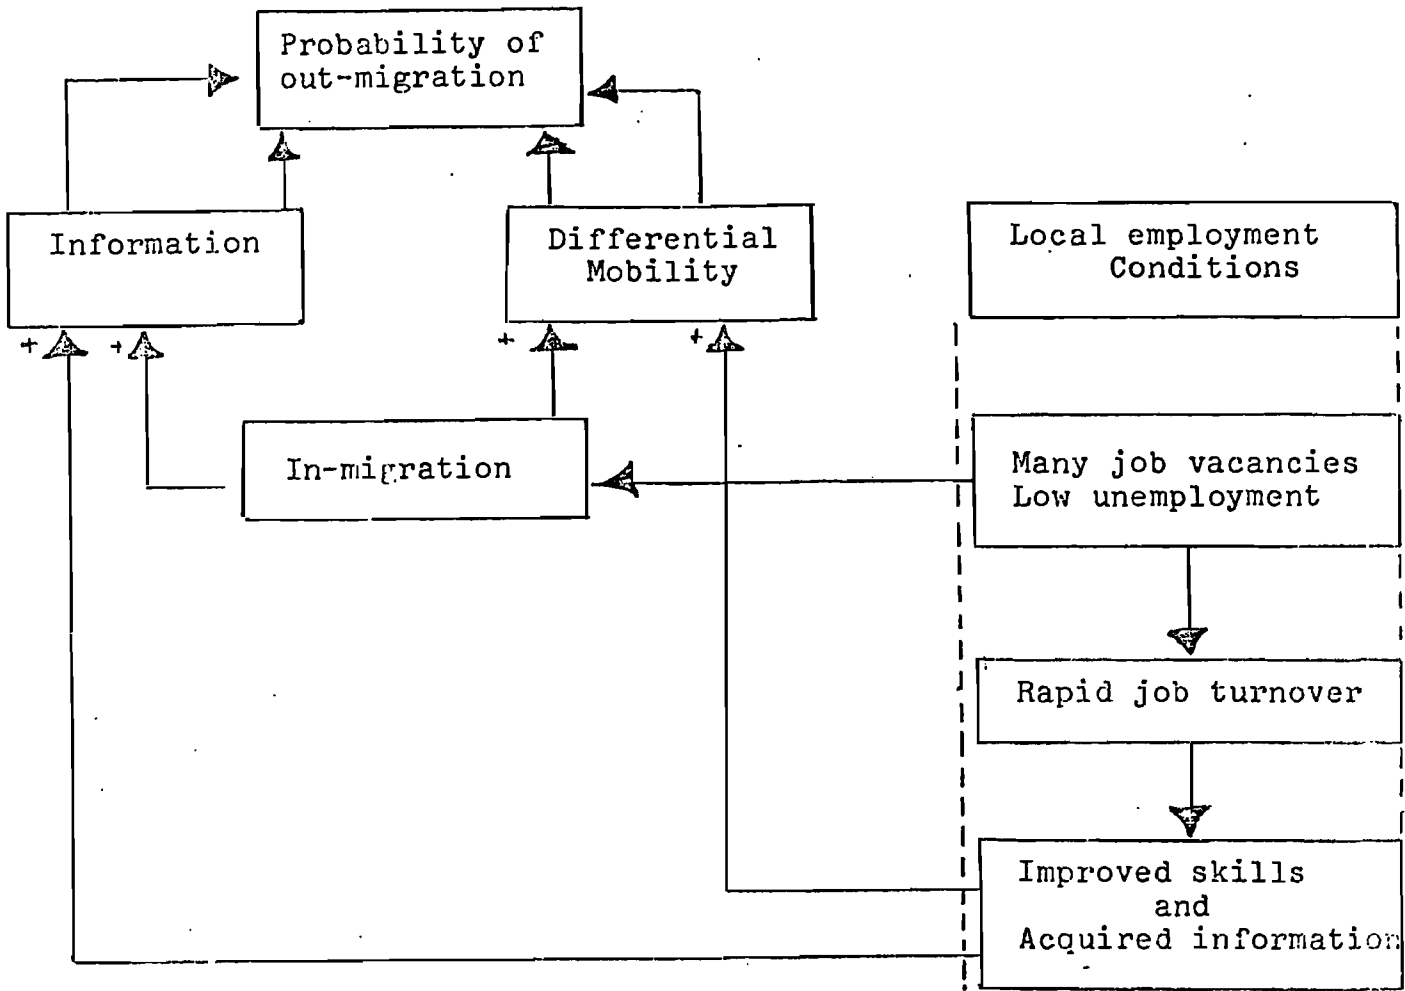 Probability of
out-migration
Information
Differential
Mobility
Local employment
Conditions
+
+
+
+
In-migration
Many job vacancies
Low unemployment
Rapid job turnover
Improved skills
and
Acquired information